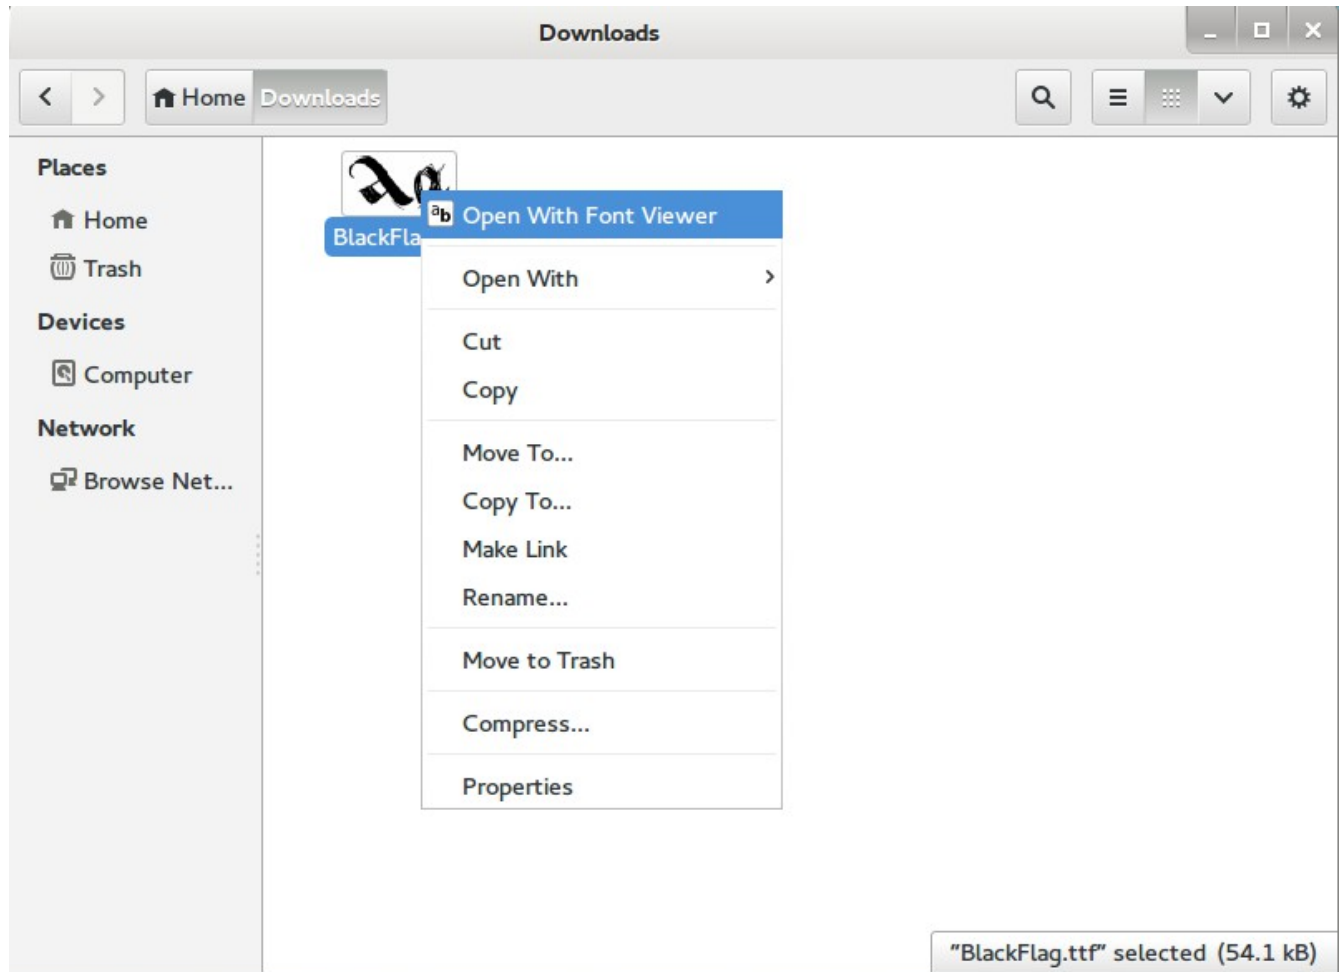 Downloads
Home Downloads
Places
Home
Trash
Devices
Computer
Network
Browse Net...
Aa
BlackFla
ab Open With Font Viewer
Open With
Cut
Copy
Move To...
Copy To...
Make Link
Rename...
Move to Trash
Compress...
Properties
"BlackFlag.ttf" selected (54.1 kB)